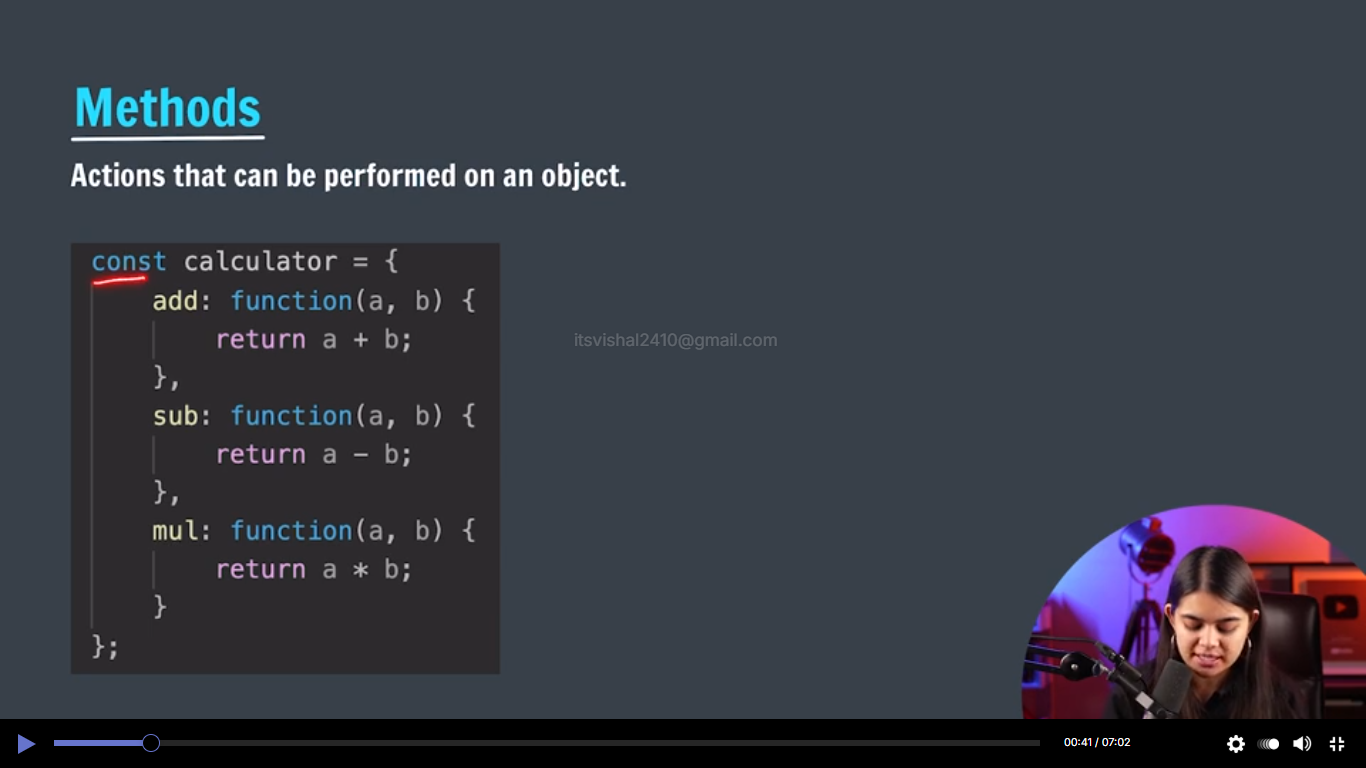 Methods
Actions that can be performed on an object.
const calculator = {
add: function(a, b) {
return a + b;
},
itsvishal2410@gmail.com
sub: function(a, b) {
return a - b;
},
mul: function(a, b) {
return a * b;
}
};
00:41 / 07:02